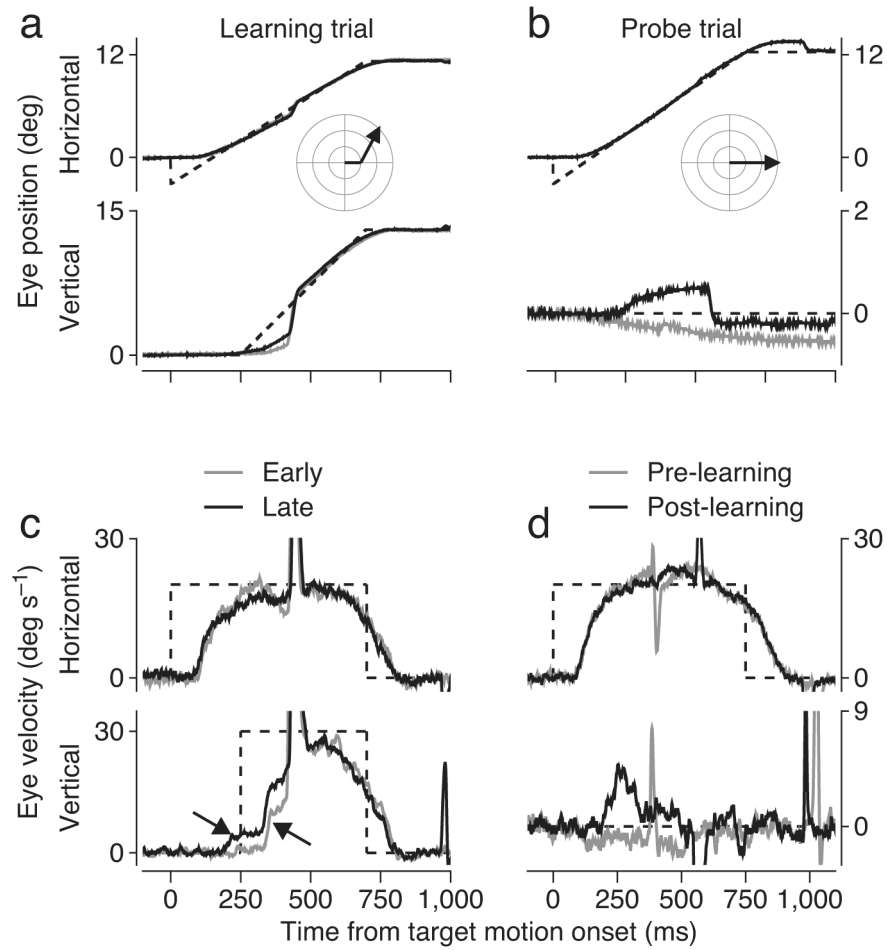 a Learning trial
b Probe trial
Eye position (deg)
Horizontal
12
0
12
0
Vertical
15
0
2
0
Early
Late
Pre-learning
Post-learning
c
d
Eye velocity (deg s⁻¹)
Horizontal
30
0
30
0
Vertical
30
0
9
0
0 250 500 750 1,000
0 250 500 750 1,000
Time from target motion onset (ms)